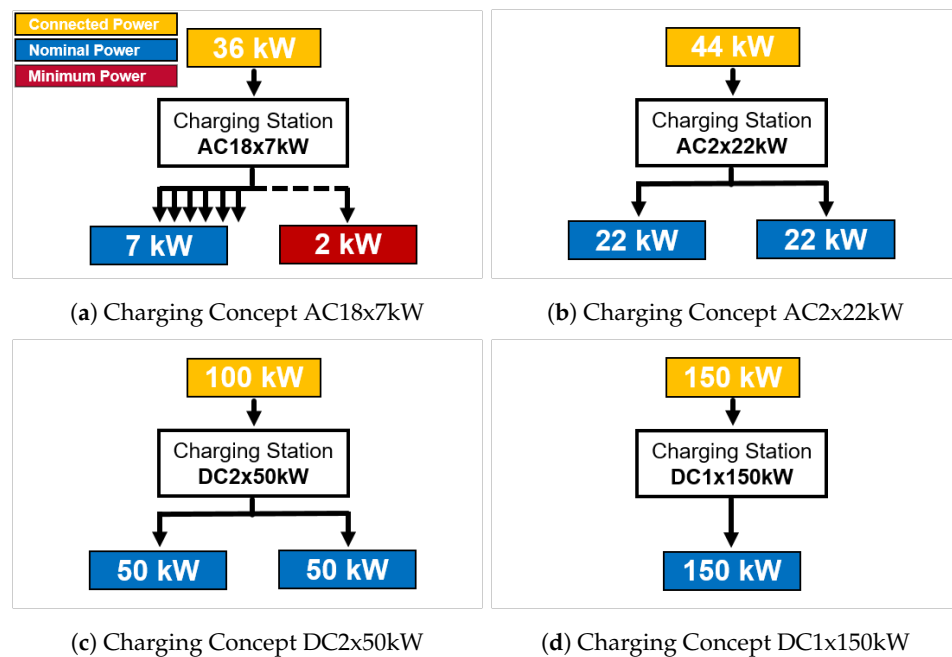 Connected Power
Nominal Power
Minimum Power
36 kW
Charging Station
AC18x7kW
7 kW
2 kW
(a) Charging Concept AC18x7kW
44 kW
Charging Station
AC2x22kW
22 kW
22 kW
(b) Charging Concept AC2x22kW
100 kW
Charging Station
DC2x50kW
50 kW
50 kW
(c) Charging Concept DC2x50kW
150 kW
Charging Station
DC1x150kW
150 kW
(d) Charging Concept DC1x150kW